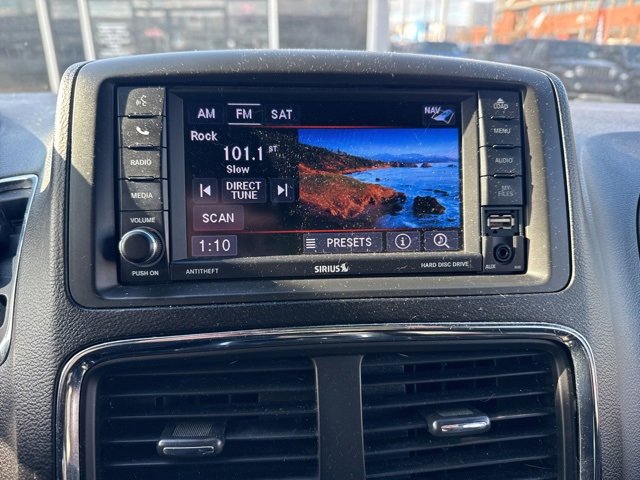 LOAD
AM FM SAT NAV
MENU
Rock
101.1 ST
RADIO
AUDIO
Slow
DIRECT
TUNE
MEDIA
MY
FILES
SCAN
VOLUME
1:10
PRESETS
PUSH ON
ANTITHEFT
SIRIUS
HARD DISC DRIVE
AUX